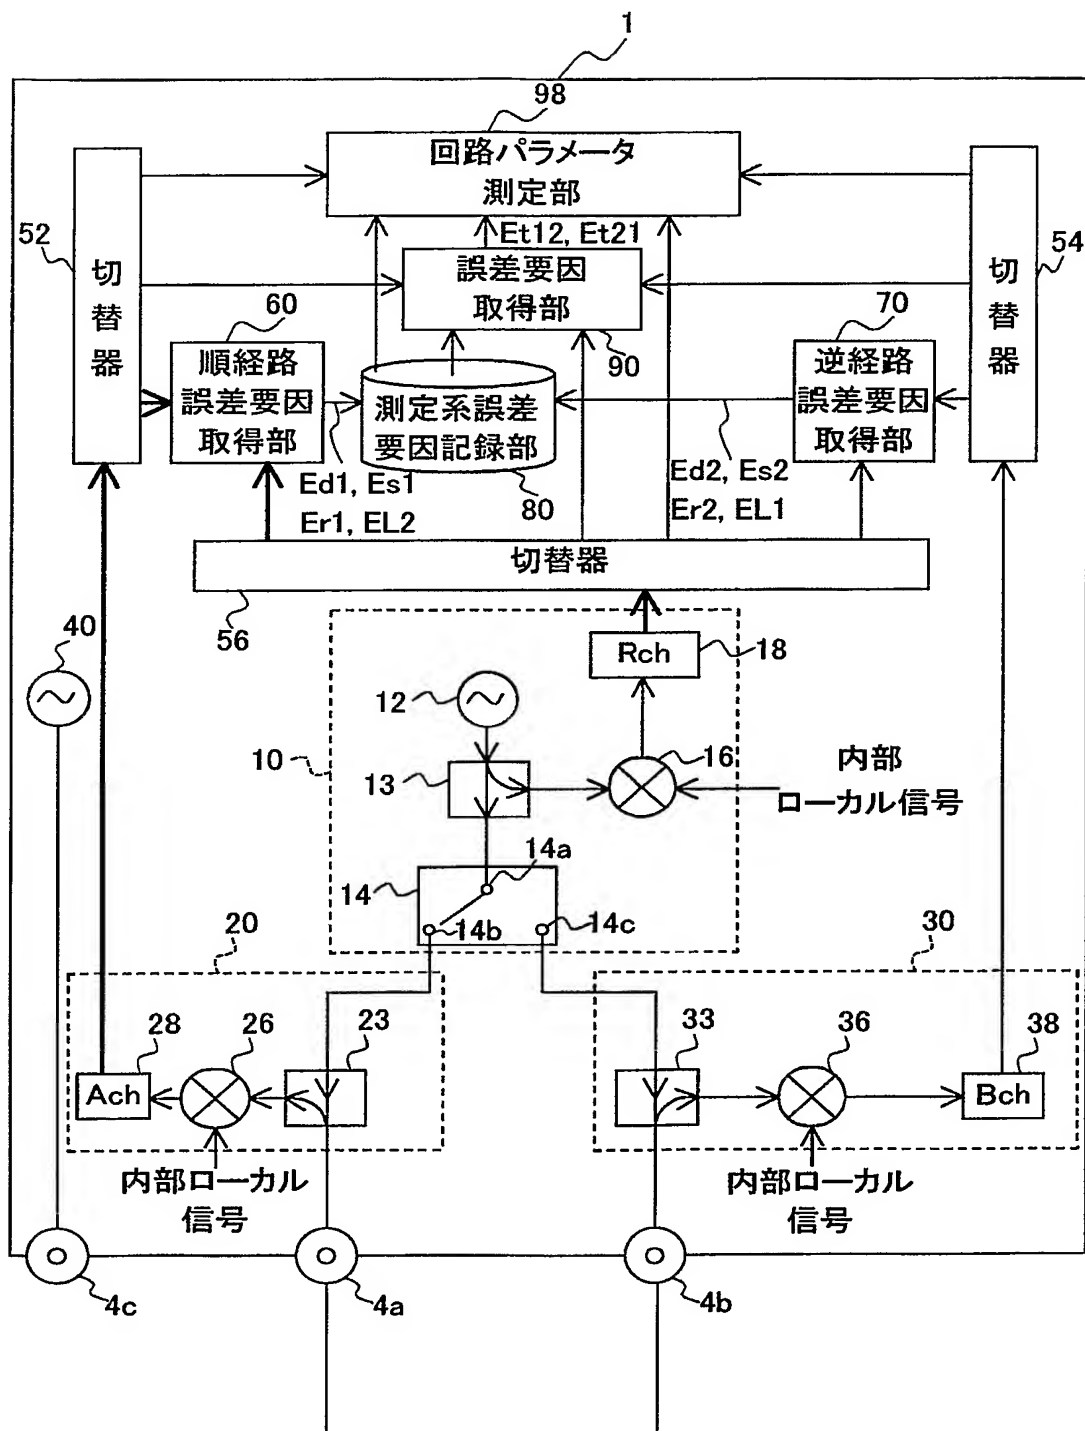 1
98
回路パラメータ
測定部
52
切
替
器
54
切
替
器
Et12, Et21
誤差要因
取得部
90
60
順経路
誤差要因
取得部
70
逆経路
誤差要因
取得部
測定系誤差
要因記録部
80
Ed1, Es1
Er1, EL2
Ed2, Es2
Er2, EL1
切替器
56
40
Rch
18
12
10
13
16
内部
ローカル信号
14
14a
14b
14c
20
30
28
26
23
Ach
33
36
38
Bch
内部ローカル
信号
内部ローカル
信号
4c
4a
4b